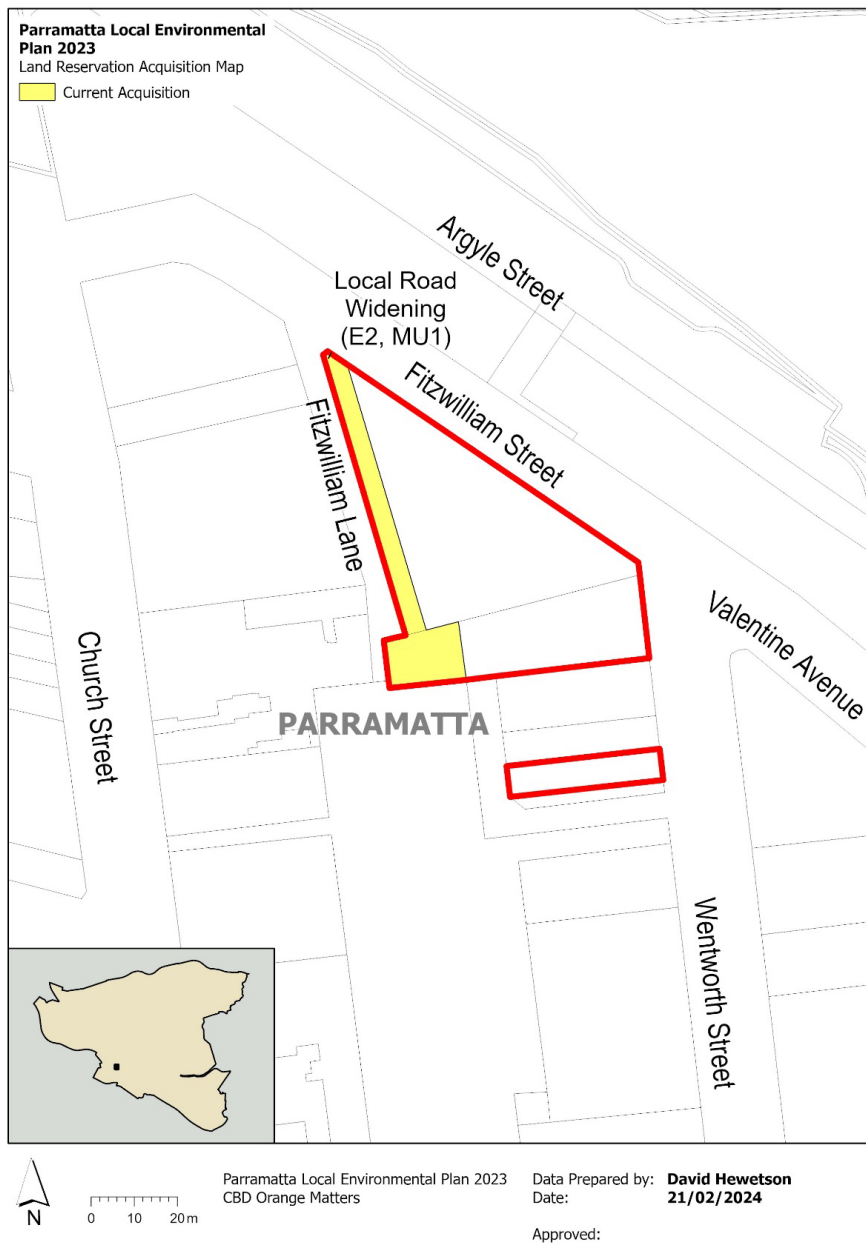 Parramatta Local Environmental
Plan 2023
Land Reservation Acquisition Map
Current Acquisition
Argyle Street
Local Road
Widening
(E2, MU1)
Fitzwilliam Street
Fitzwilliam Lane
Valentine Avenue
Church Street
PARRAMATTA
Wentworth Street
N
0 10 20 m
Parramatta Local Environmental Plan 2023
CBD Orange Matters
Data Prepared by: David Hewetson
Date: 21/02/2024
Approved: